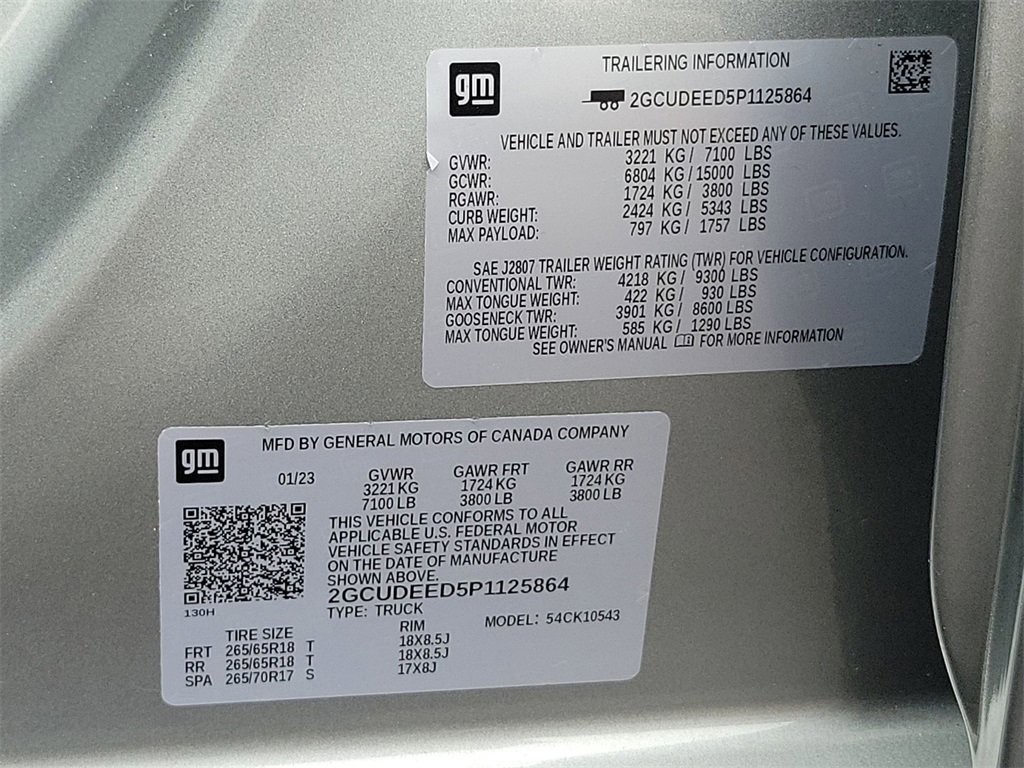 gm
TRAILERING INFORMATION
2GCUDEED5P1125864
VEHICLE AND TRAILER MUST NOT EXCEED ANY OF THESE VALUES.
GVWR: 3221 KG / 7100 LBS
GCWR: 6804 KG / 15000 LBS
RGAWR: 1724 KG / 3800 LBS
CURB WEIGHT: 2424 KG / 5343 LBS
MAX PAYLOAD: 797 KG / 1757 LBS
SAE J2807 TRAILER WEIGHT RATING (TWR) FOR VEHICLE CONFIGURATION.
CONVENTIONAL TWR: 4218 KG / 9300 LBS
MAX TONGUE WEIGHT: 422 KG / 930 LBS
GOOSENECK TWR: 3901 KG / 8600 LBS
MAX TONGUE WEIGHT: 585 KG / 1290 LBS
SEE OWNER'S MANUAL FOR MORE INFORMATION
gm
MFD BY GENERAL MOTORS OF CANADA COMPANY
01/23 GVWR GAWR FRT GAWR RR
3221 KG 1724 KG 1724 KG
7100 LB 3800 LB 3800 LB
THIS VEHICLE CONFORMS TO ALL
APPLICABLE U.S. FEDERAL MOTOR
VEHICLE SAFETY STANDARDS IN EFFECT
ON THE DATE OF MANUFACTURE
SHOWN ABOVE.
2GCUDEED5P1125864
130H
TYPE: TRUCK MODEL: 54CK10543
TIRE SIZE RIM
FRT 265/65R18 T 18X8.5J
RR 265/65R18 T 18X8.5J
SPA 265/70R17 S 17X8J